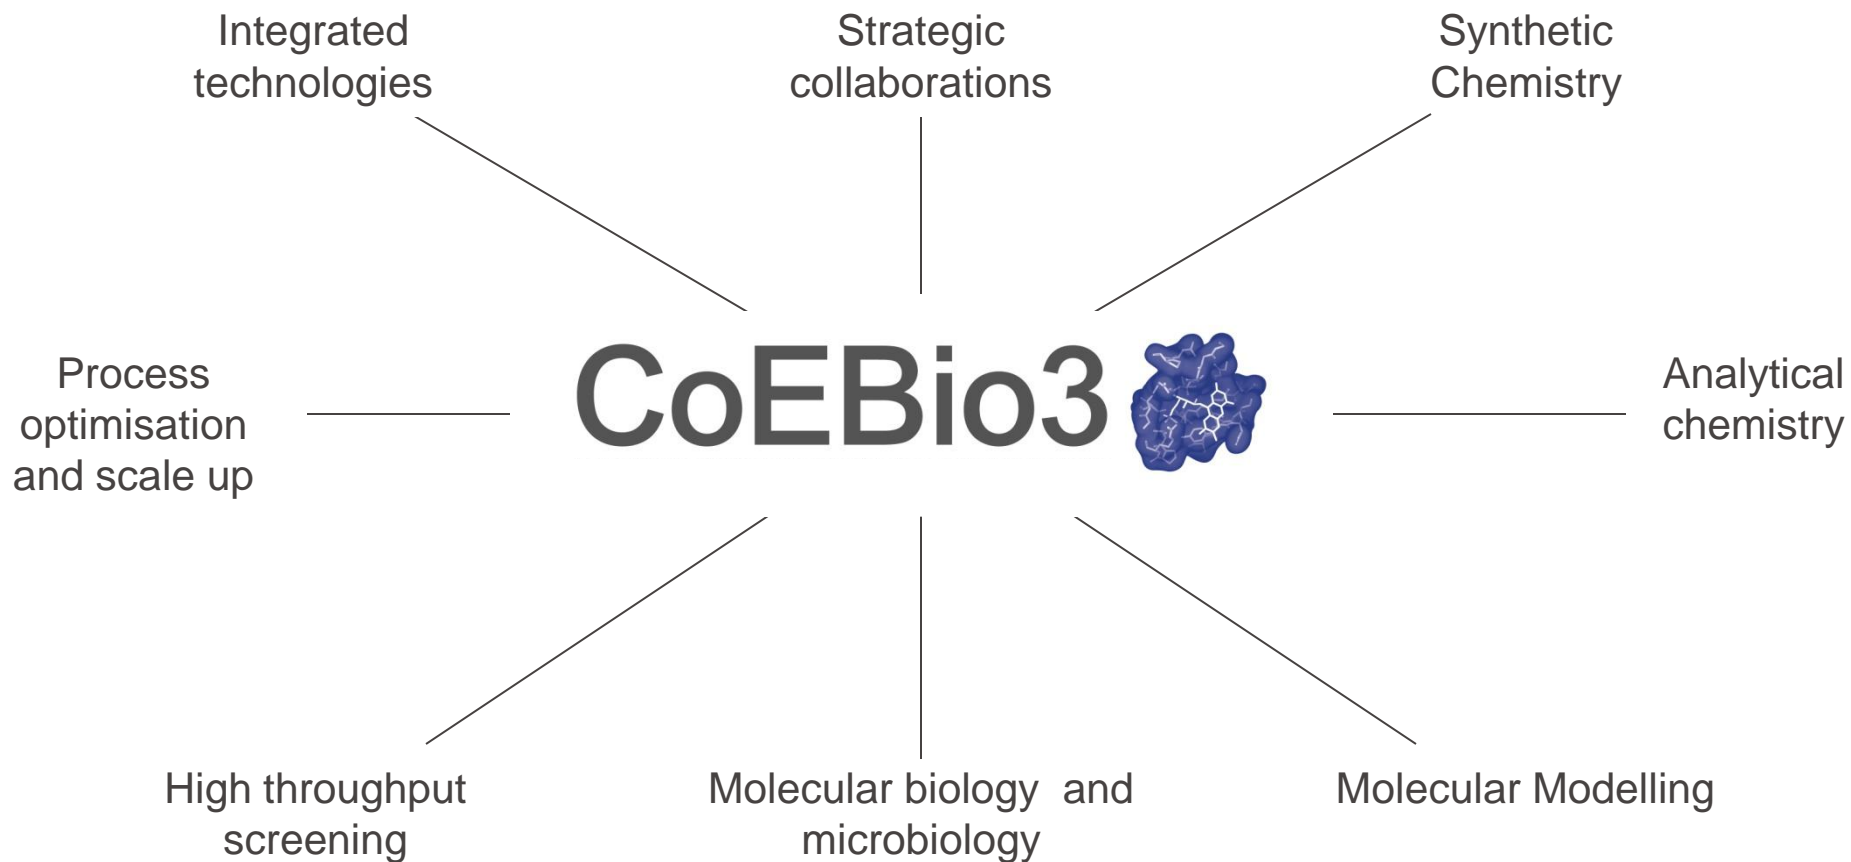 Integrated
technologies
Strategic
collaborations
Synthetic
Chemistry
Process
optimisation
and scale up
CoEBio3
Analytical
chemistry
High throughput
screening
Molecular biology  and
microbiology
Molecular Modelling